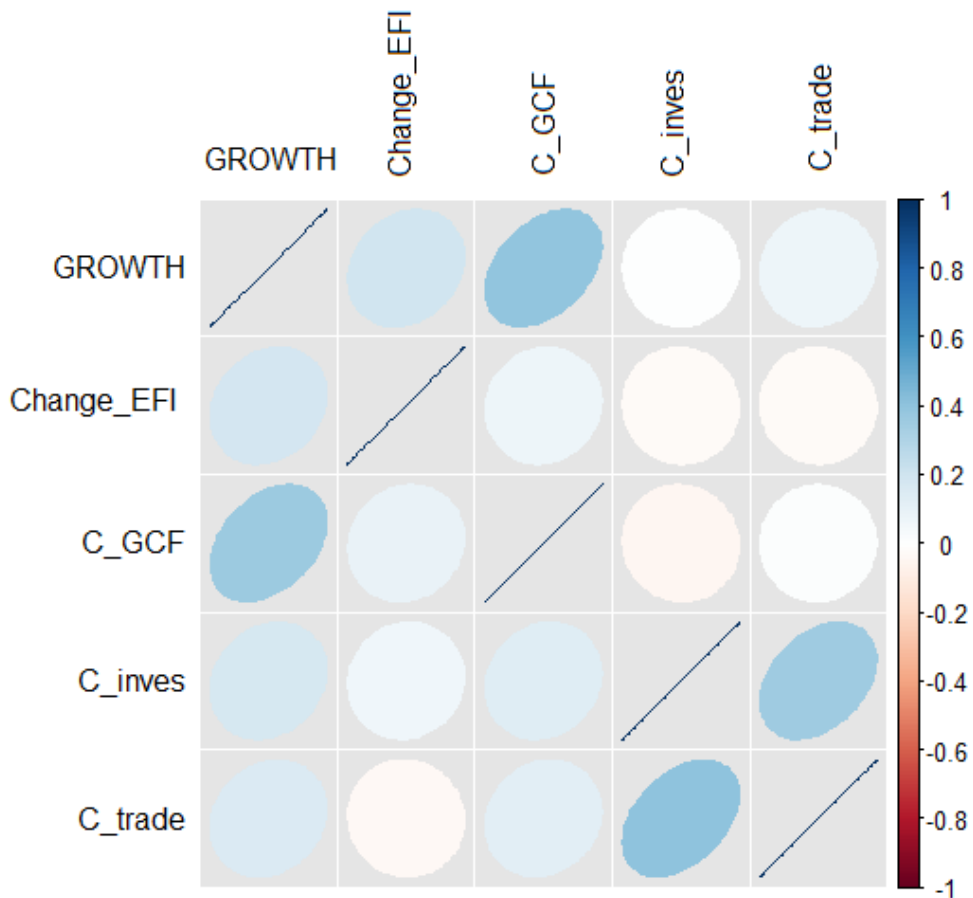 GROWTH
Change_EFI
C_GCF
C_inves
C_trade
GROWTH
Change_EFI
C_GCF
C_inves
C_trade
1
0.8
0.6
0.4
0.2
0
-0.2
-0.4
-0.6
-0.8
-1